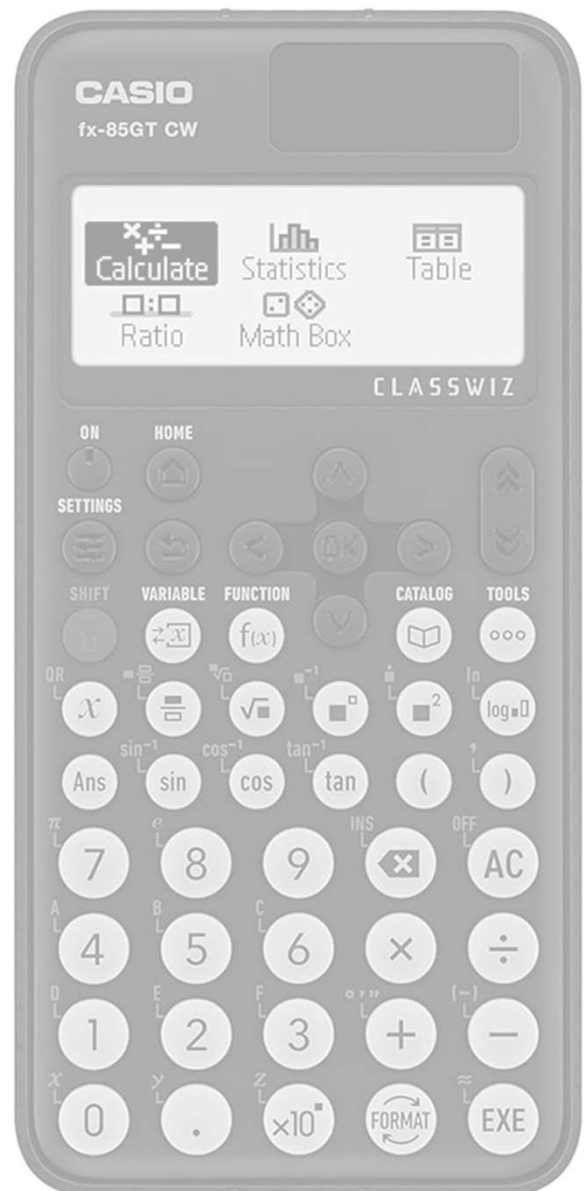 CASIO
fx-85GT CW
Calculate Statistics Table
Ratio Math Box
CLASSWIZ
ON HOME
SETTINGS
OK
SHIFT VARIABLE FUNCTION CATALOG TOOLS
x f(x)
QR ln
x √ log
sin⁻¹ cos⁻¹ tan⁻¹ ,
Ans sin cos tan ( )
π e INS OFF
7 8 9 AC
A B C
4 5 6 × ÷
D E F ° ′ ″ (−)
1 2 3 + −
x y z ≈
0 . ×10 FORMAT EXE